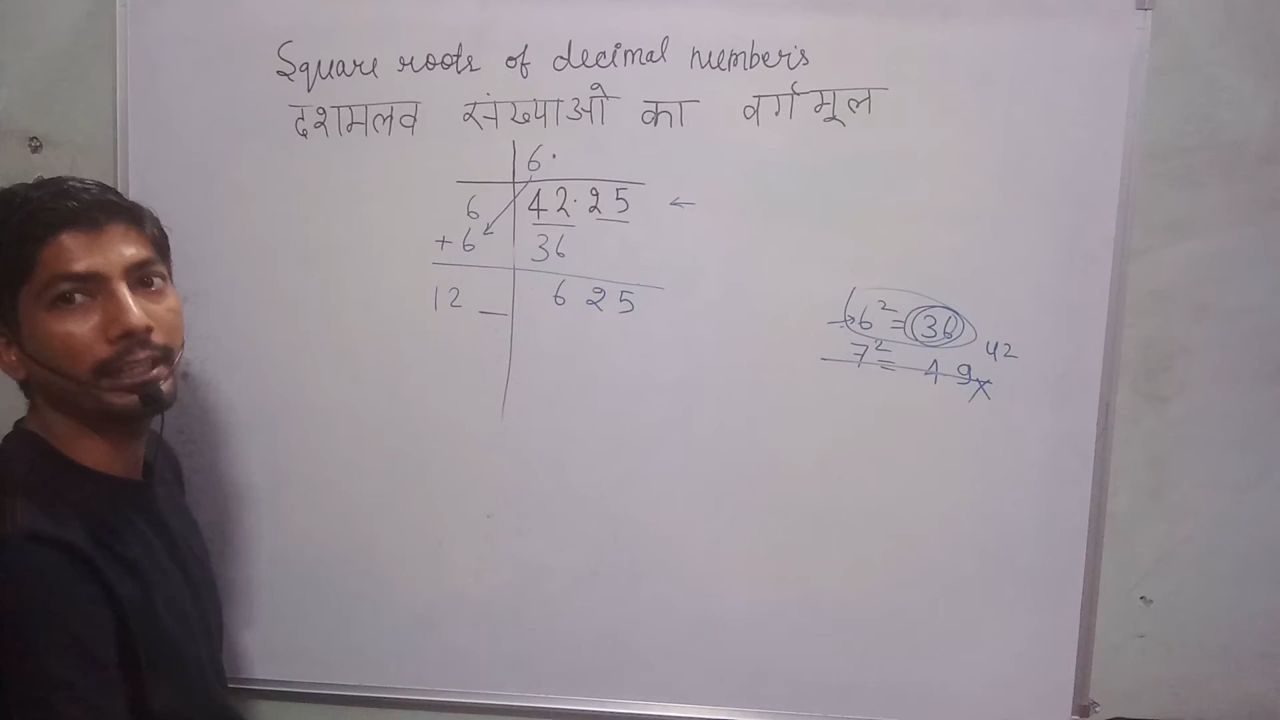 Square roots of decimal number's
दशमलव संख्याओ का वर्गमूल
6.
6 42.25 ←
+6 36
12 _ 625
6² = 36
42
7² = 49 x